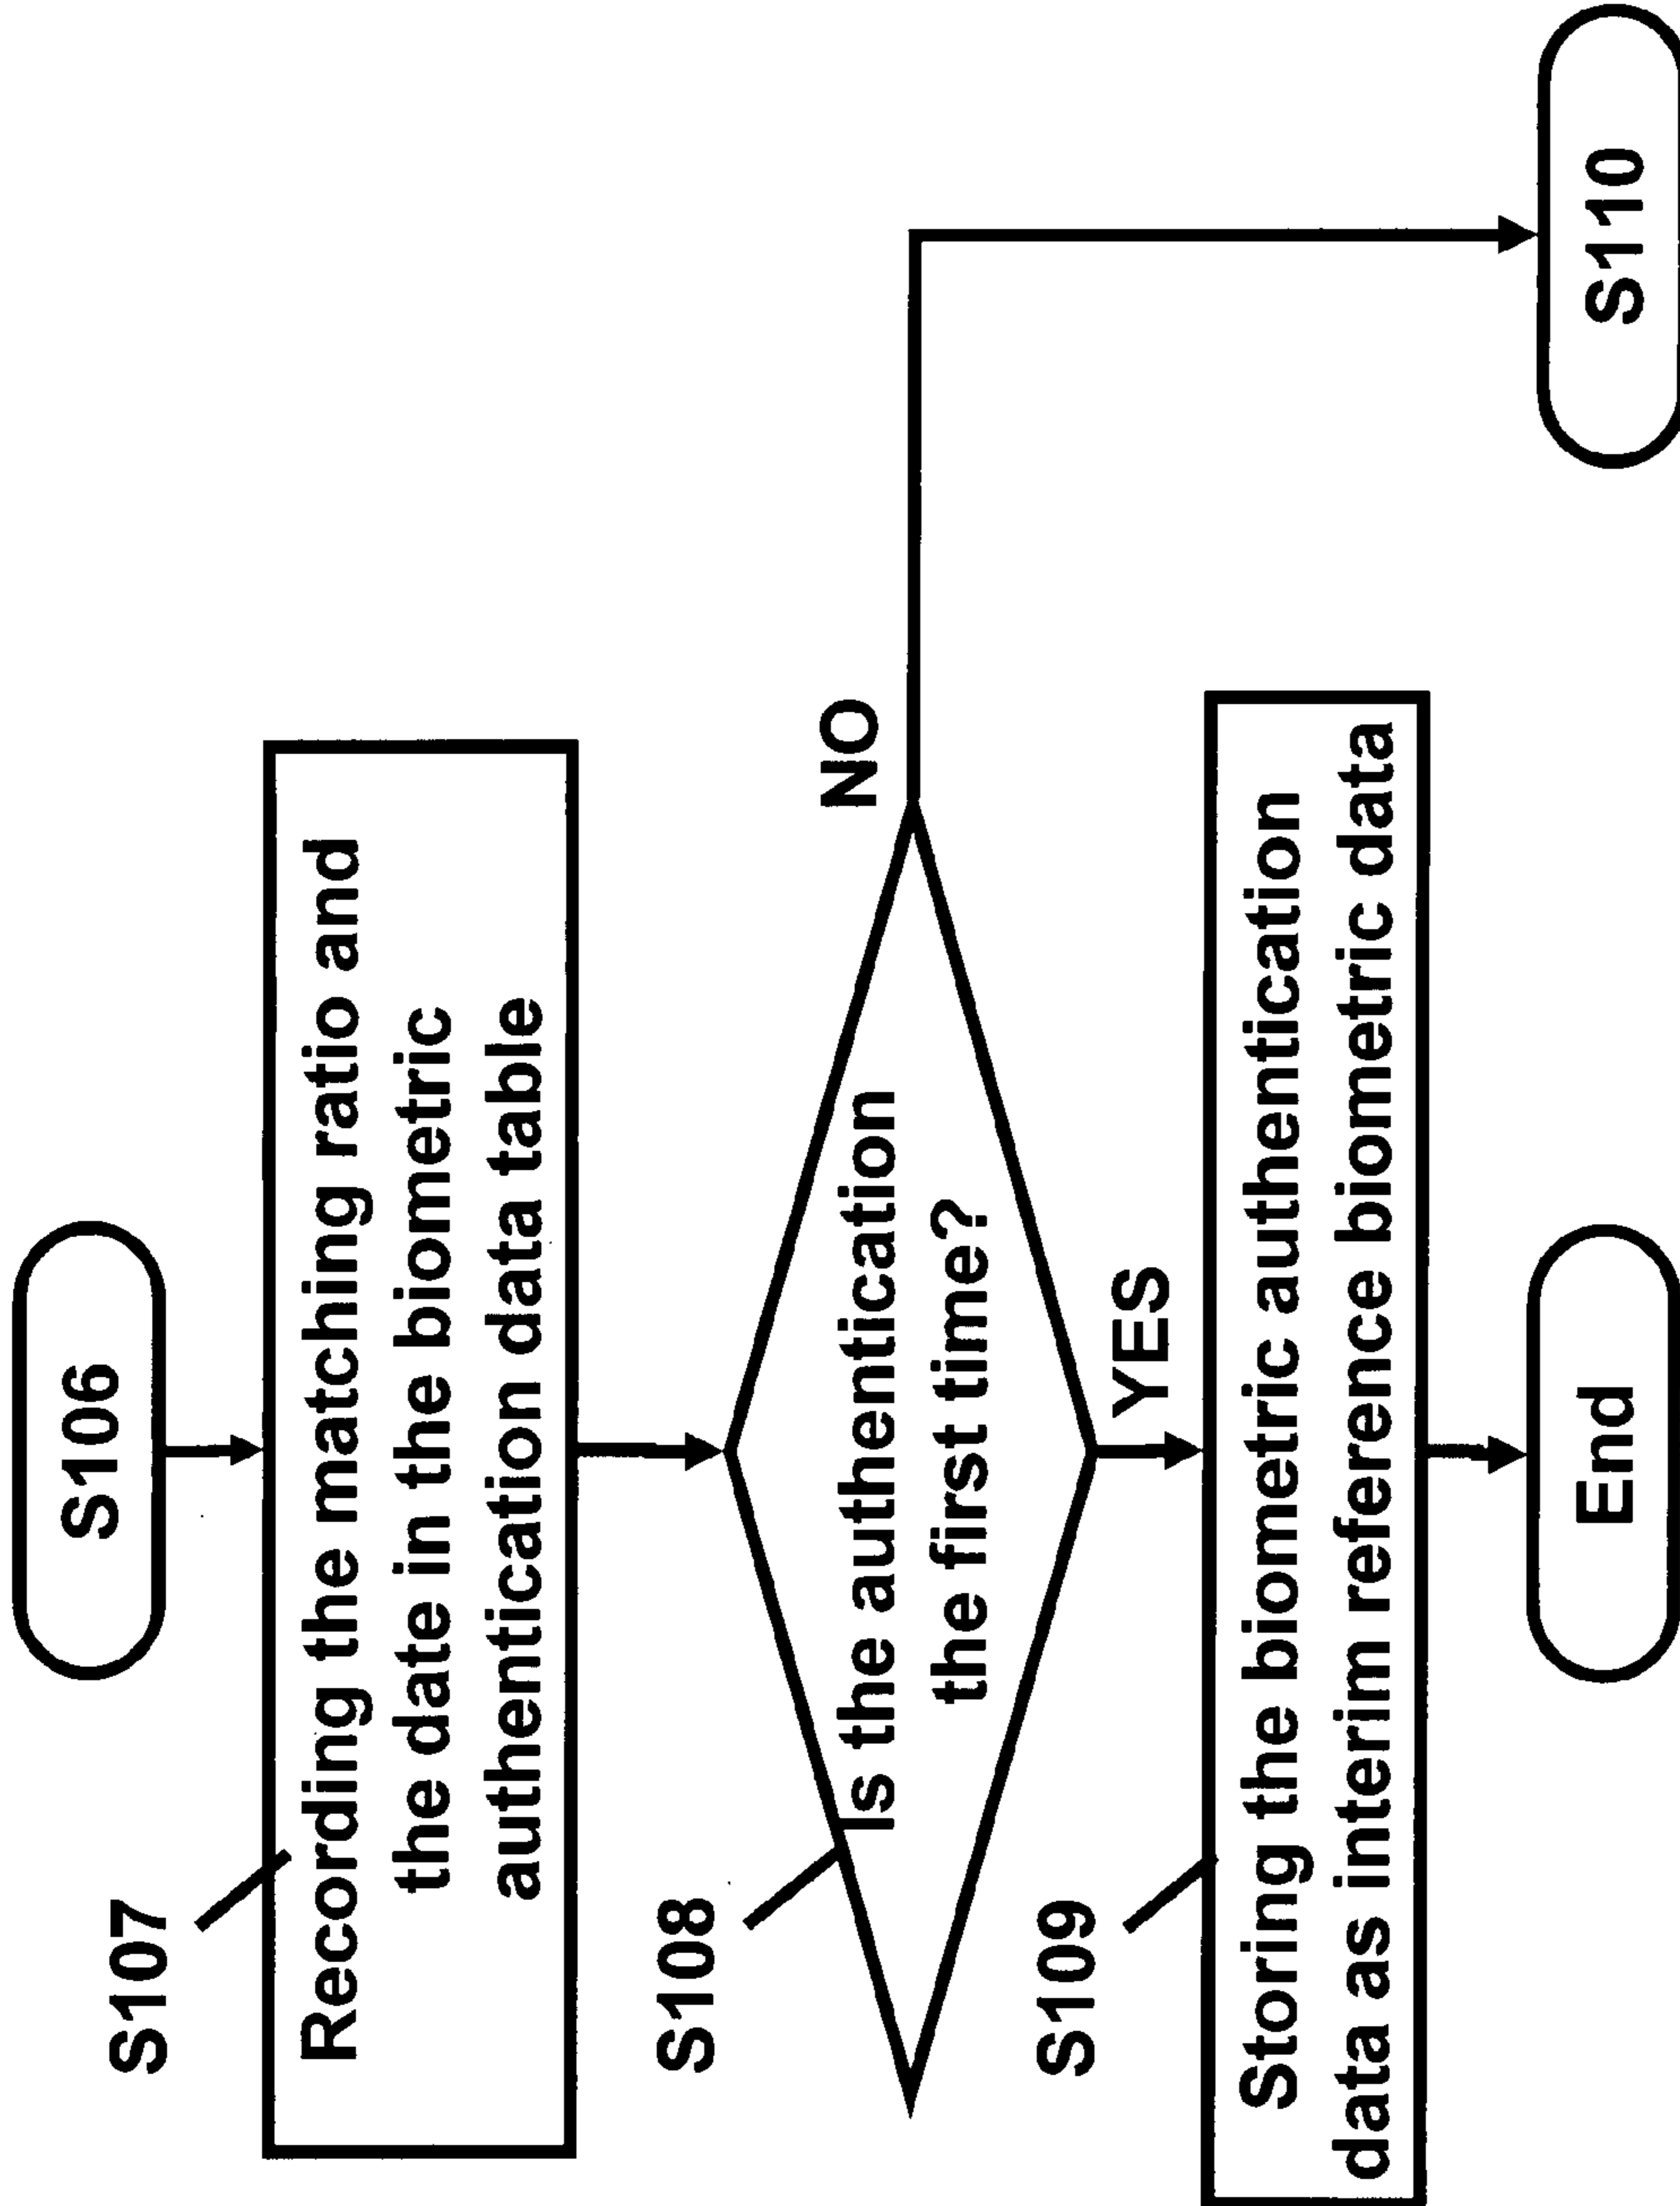 S106
S107
Recording the matching ratio and
the date in the biometric
authentication data table
S108
Is the authentication
the first time?
NO
YES
S109
Storing the biometric authentication
data as interim reference biometric data
End
S110